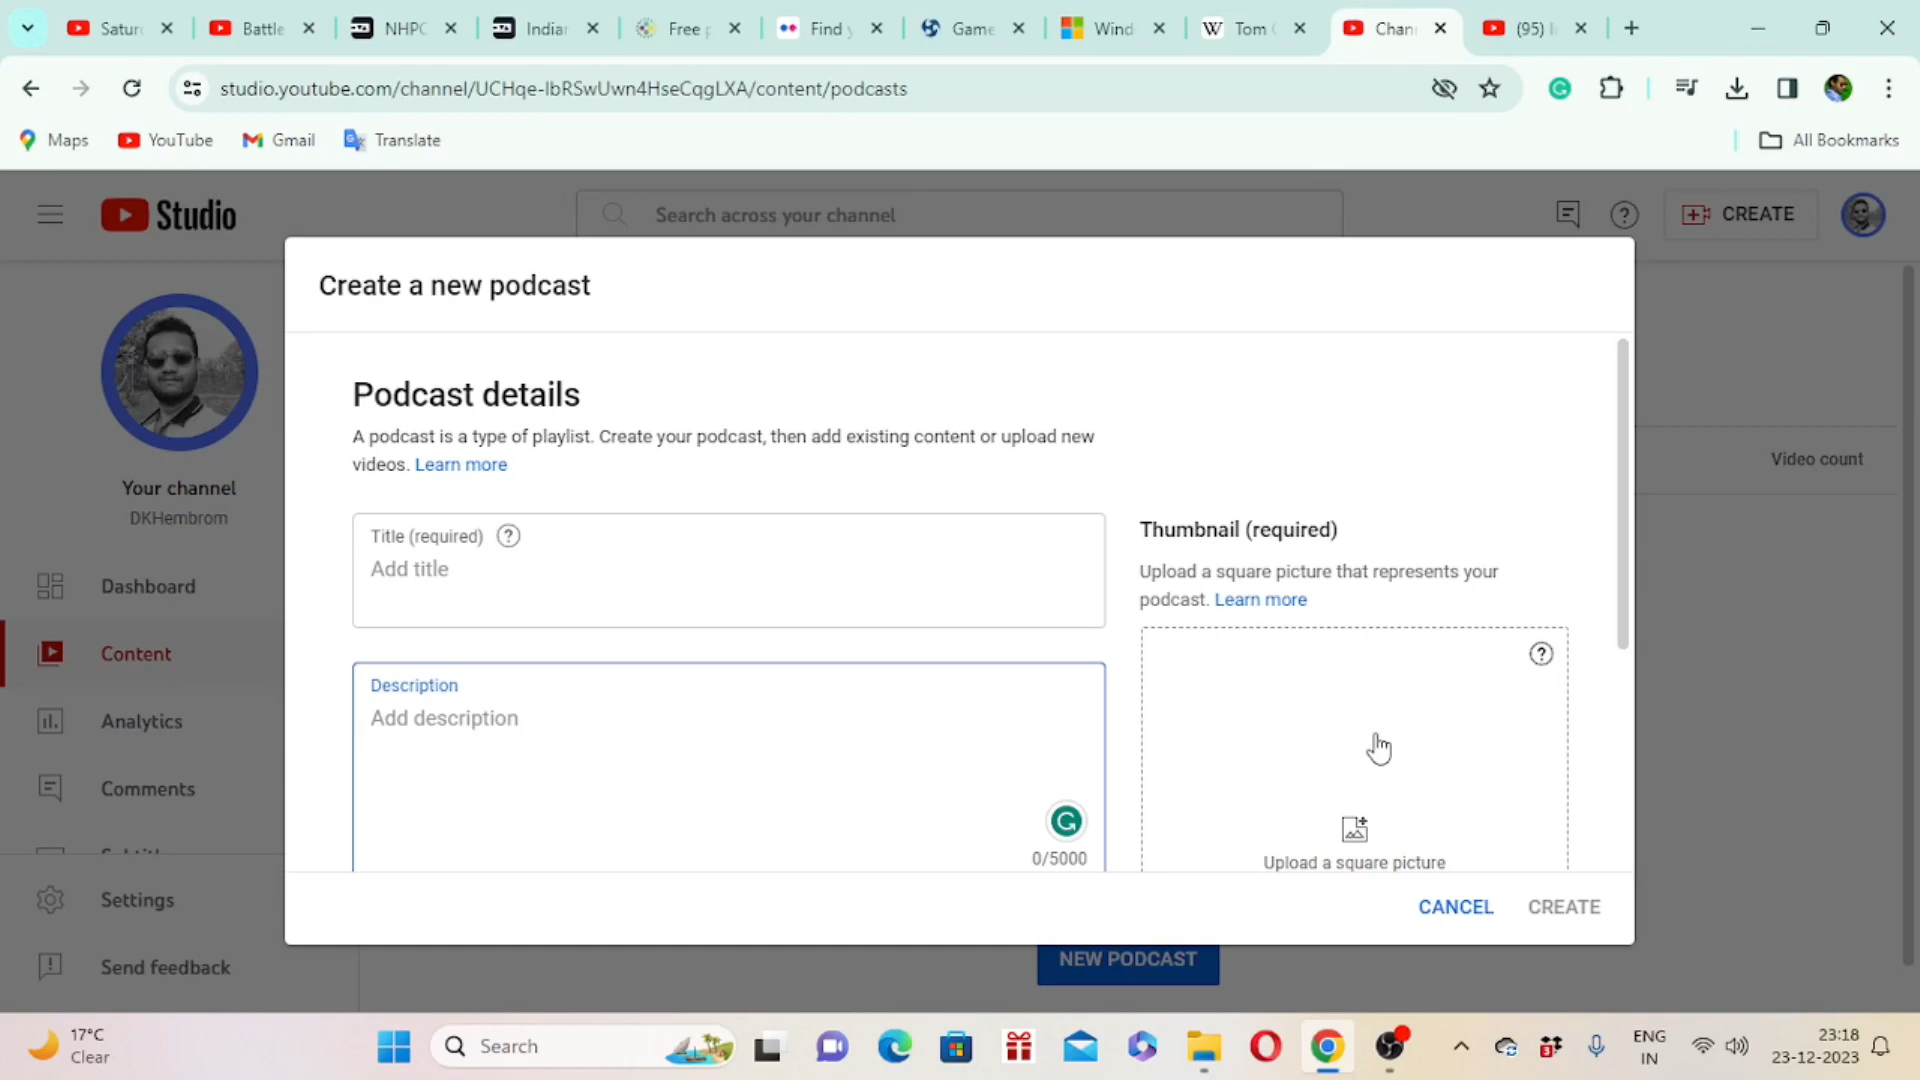 Satur
Battle
NHPC
Indian
Free p
Find y
Game
Wind
Tom
Chan
(95) I
studio.youtube.com/channel/UCHqe-IbRSwUwn4HseCqgLXA/content/podcasts
Maps
YouTube
Gmail
Translate
All Bookmarks
Studio
Search across your channel
CREATE
Create a new podcast
Podcast details
A podcast is a type of playlist. Create your podcast, then add existing content or upload new
videos. Learn more
Title (required)
Add title
Description
Add description
0/5000
Thumbnail (required)
Upload a square picture that represents your
podcast. Learn more
Upload a square picture
CANCEL
CREATE
NEW PODCAST
Video count
Your channel
DKHembrom
Dashboard
Content
Analytics
Comments
Settings
Send feedback
17°C
Clear
Search
ENG
IN
23:18
23-12-2023